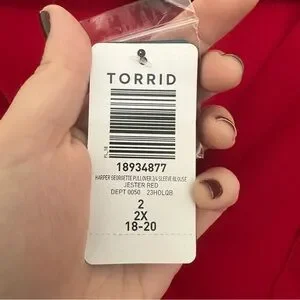 TORRID
18934877
HARPER GEORGETTE PULLOVER 3/4 SLEEVE BLOUSE
JESTER RED
DEPT 0050 23HOLQB
2
2X
18-20